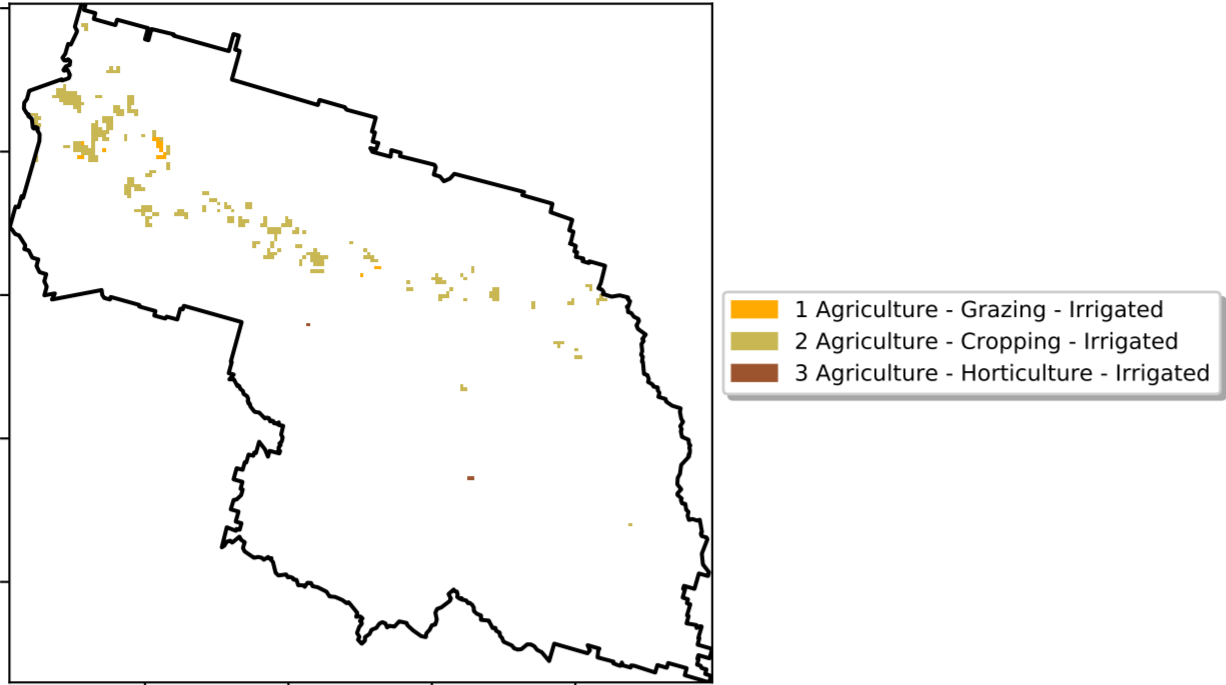 1 Agriculture - Grazing - Irrigated
2 Agriculture - Cropping - Irrigated
3 Agriculture - Horticulture - Irrigated